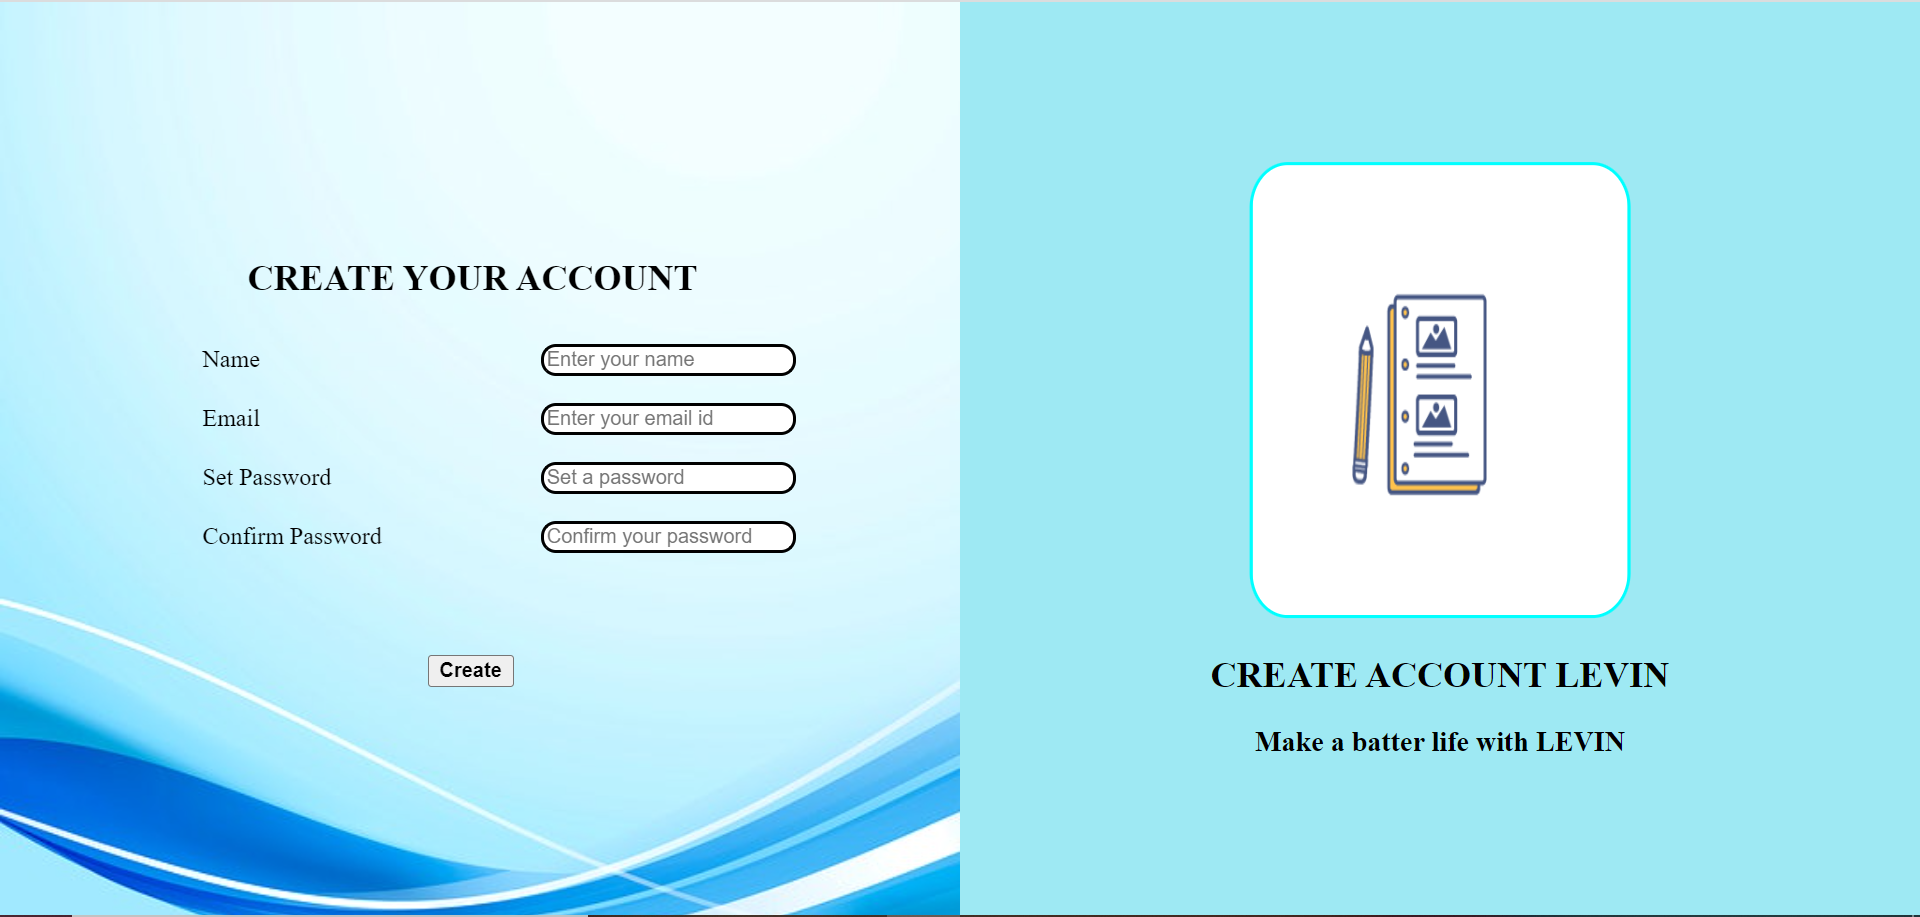 CREATE YOUR ACCOUNT
Name
Enter your name
Email
Enter your email id
Set Password
Set a password
Confirm Password
Confirm your password
Create
CREATE ACCOUNT LEVIN
Make a batter life with LEVIN